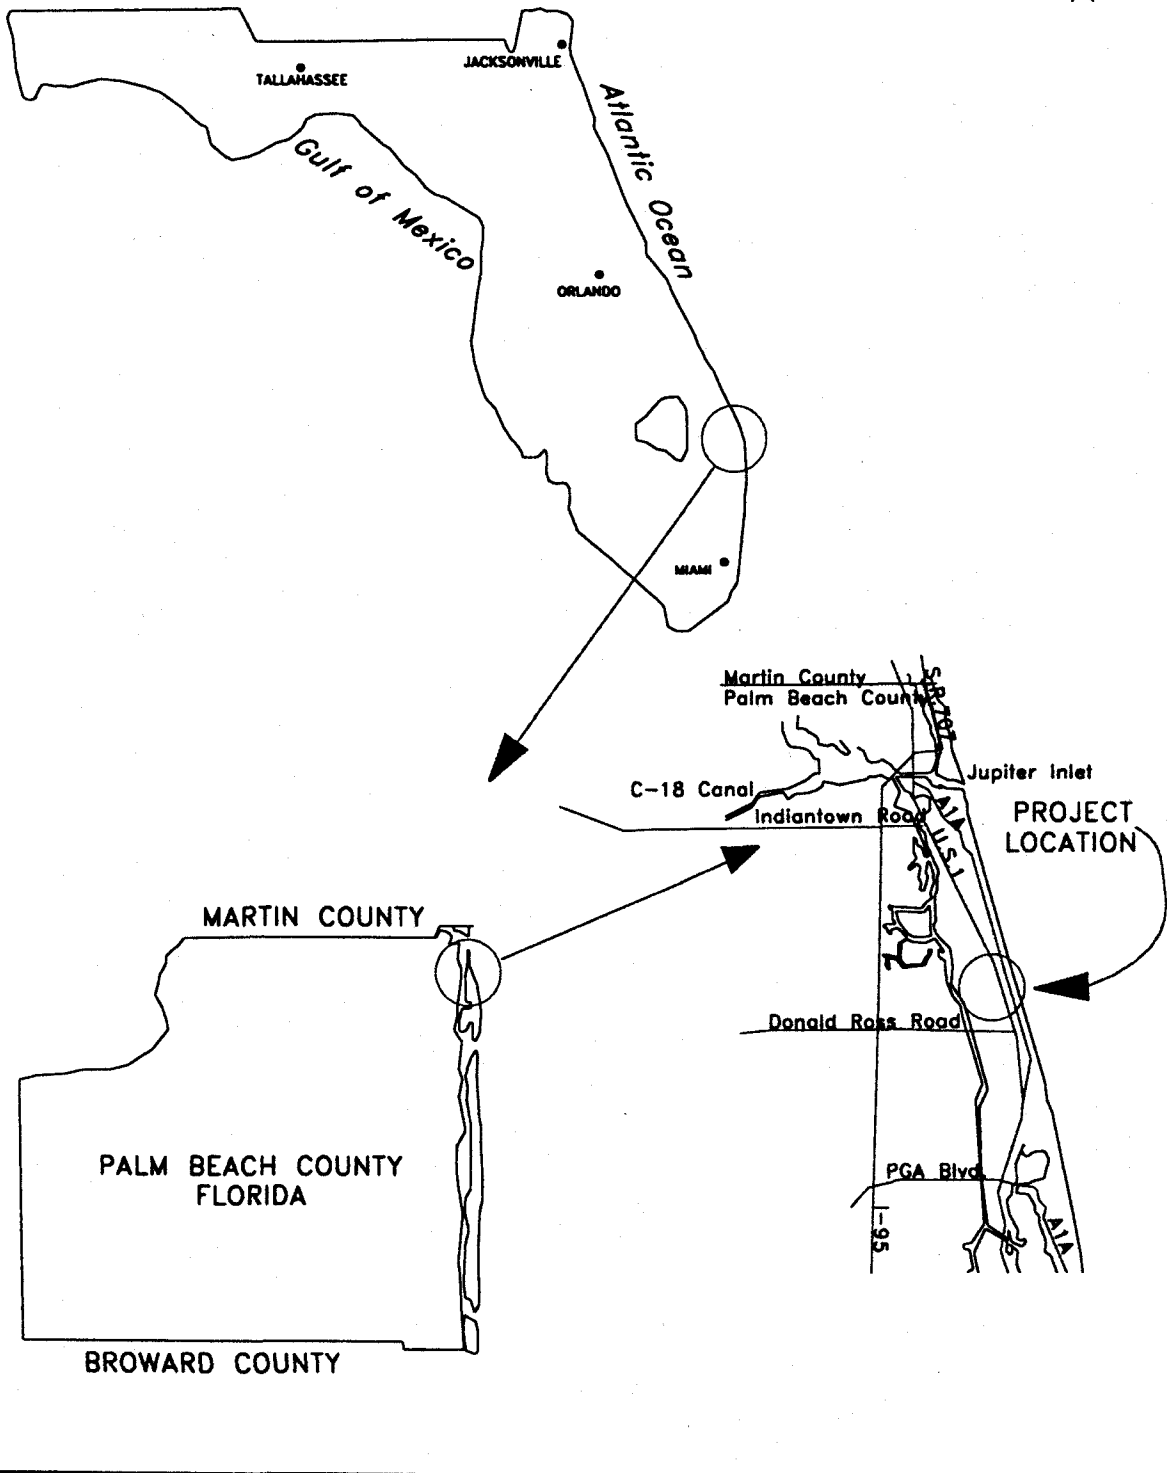 JACKSONVILLE
TALLAHASSEE
Atlantic Ocean
Gulf of Mexico
ORLANDO
MIAMI
Martin County
Palm Beach County
S.R. 707
Jupiter Inlet
C-18 Canal
Indiantown Road
A1A
U.S.1
PROJECT
LOCATION
MARTIN COUNTY
Donald Ross Road
PALM BEACH COUNTY
FLORIDA
PGA Blvd.
I-95
A1A
BROWARD COUNTY